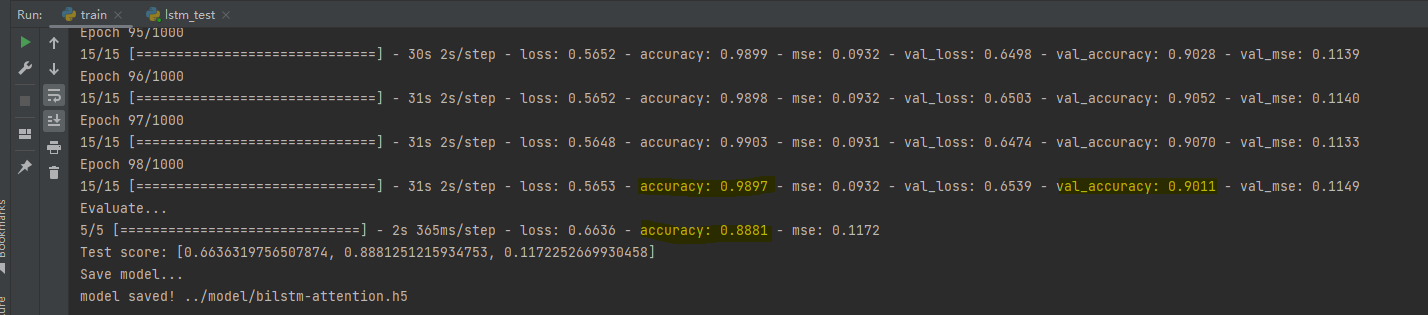 Run: train × lstm_test ×
Epoch 95/1000
15/15 [==============================] - 30s 2s/step - loss: 0.5652 - accuracy: 0.9899 - mse: 0.0932 - val_loss: 0.6498 - val_accuracy: 0.9028 - val_mse: 0.1139
Epoch 96/1000
15/15 [==============================] - 31s 2s/step - loss: 0.5652 - accuracy: 0.9898 - mse: 0.0932 - val_loss: 0.6503 - val_accuracy: 0.9052 - val_mse: 0.1140
Epoch 97/1000
15/15 [==============================] - 31s 2s/step - loss: 0.5648 - accuracy: 0.9903 - mse: 0.0931 - val_loss: 0.6474 - val_accuracy: 0.9070 - val_mse: 0.1133
Epoch 98/1000
15/15 [==============================] - 31s 2s/step - loss: 0.5653 - accuracy: 0.9897 - mse: 0.0932 - val_loss: 0.6539 - val_accuracy: 0.9011 - val_mse: 0.1149
Evaluate...
5/5 [==============================] - 2s 365ms/step - loss: 0.6636 - accuracy: 0.8881 - mse: 0.1172
Test score: [0.6636319756507874, 0.8881251215934753, 0.1172252669930458]
Save model...
model saved! ../model/bilstm-attention.h5
Bookmarks